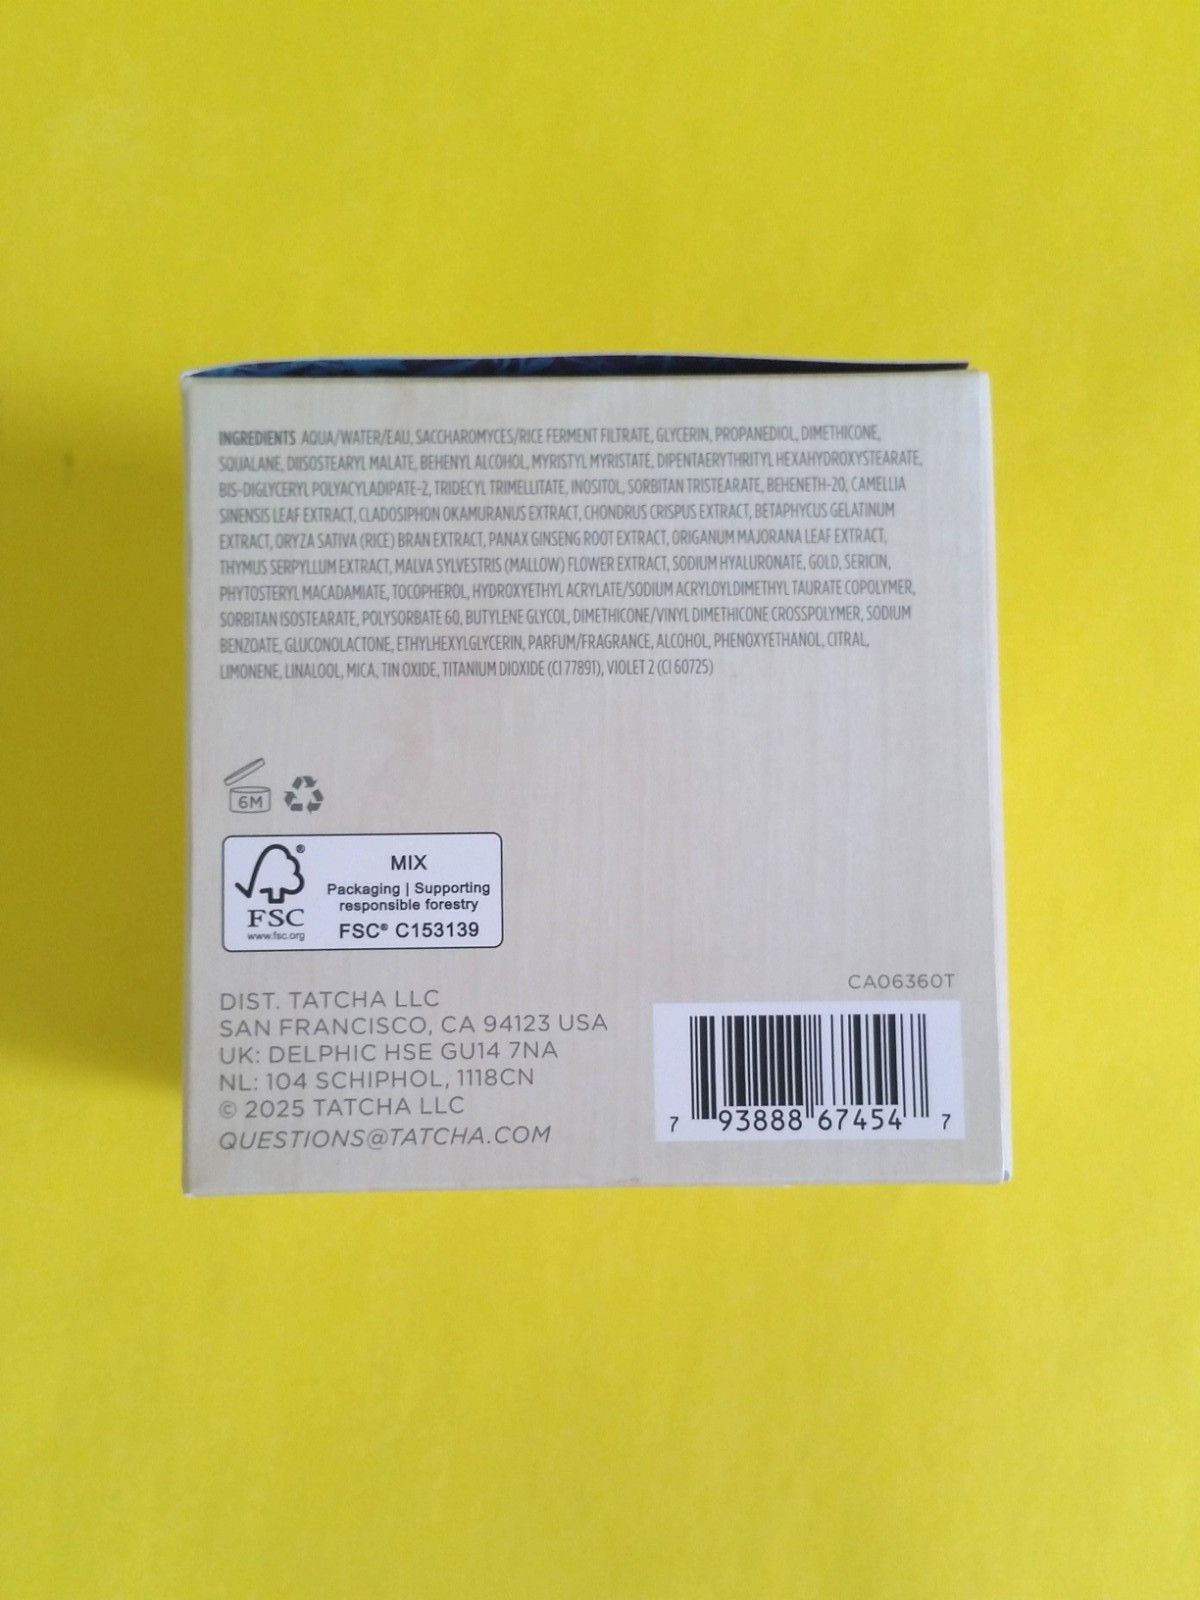 INGREDIENTS AQUA/WATER/EAU, SACCHAROMYCES/RICE FERMENT FILTRATE, GLYCERIN, PROPANEDIOL, DIMETHICONE,
SQUALANE, DIISOSTEARYL MALATE, BEHENYL ALCOHOL, MYRISTYL MYRISTATE, DIPENTAERYTHRITYL HEXAHYDROXYSTEARATE,
BIS-DIGLYCERYL POLYACYLADIPATE-2, TRIDECYL TRIMELLITATE, INOSITOL, SORBITAN TRISTEARATE, BEHENETH-20, CAMELLIA
SINENSIS LEAF EXTRACT, CLADOSIPHON OKAMURANUS EXTRACT, CHONDRUS CRISPUS EXTRACT, BETAPHYCUS GELATINUM
EXTRACT, ORYZA SATIVA (RICE) BRAN EXTRACT, PANAX GINSENG ROOT EXTRACT, ORIGANUM MAJORANA LEAF EXTRACT,
THYMUS SERPYLLUM EXTRACT, MALVA SYLVESTRIS (MALLOW) FLOWER EXTRACT, SODIUM HYALURONATE, GOLD, SERICIN,
PHYTOSTERYL MACADAMIATE, TOCOPHEROL, HYDROXYETHYL ACRYLATE/SODIUM ACRYLOYLDIMETHYL TAURATE COPOLYMER,
SORBITAN ISOSTEARATE, POLYSORBATE 60, BUTYLENE GLYCOL, DIMETHICONE/VINYL DIMETHICONE CROSSPOLYMER, SODIUM
BENZOATE, GLUCONOLACTONE, ETHYLHEXYLGLYCERIN, PARFUM/FRAGRANCE, ALCOHOL, PHENOXYETHANOL, CITRAL,
LIMONENE, LINALOOL, MICA, TIN OXIDE, TITANIUM DIOXIDE (CI 77891), VIOLET 2 (CI 60725)
6M
®
FSC
www.fsc.org
MIX
Packaging | Supporting
responsible forestry
FSC® C153139
DIST. TATCHA LLC
SAN FRANCISCO, CA 94123 USA
UK: DELPHIC HSE GU14 7NA
NL: 104 SCHIPHOL, 1118CN
© 2025 TATCHA LLC
QUESTIONS@TATCHA.COM
CA06360T
7 93888 67454 7